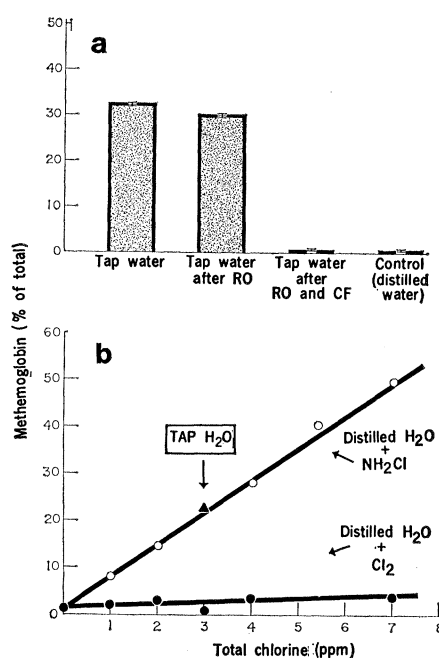 50
a
40
30
20
10
0
Tap water
Tap water
after RO
Tap water
after
RO and CF
Control
(distilled
water)
Methemoglobin (% of total)
60
b
50
40
30
20
10
0
TAP H2O
Distilled H2O
+
NH2Cl
Distilled H2O
+
Cl2
1 2 3 4 5 6 7 8
Total chlorine (ppm)